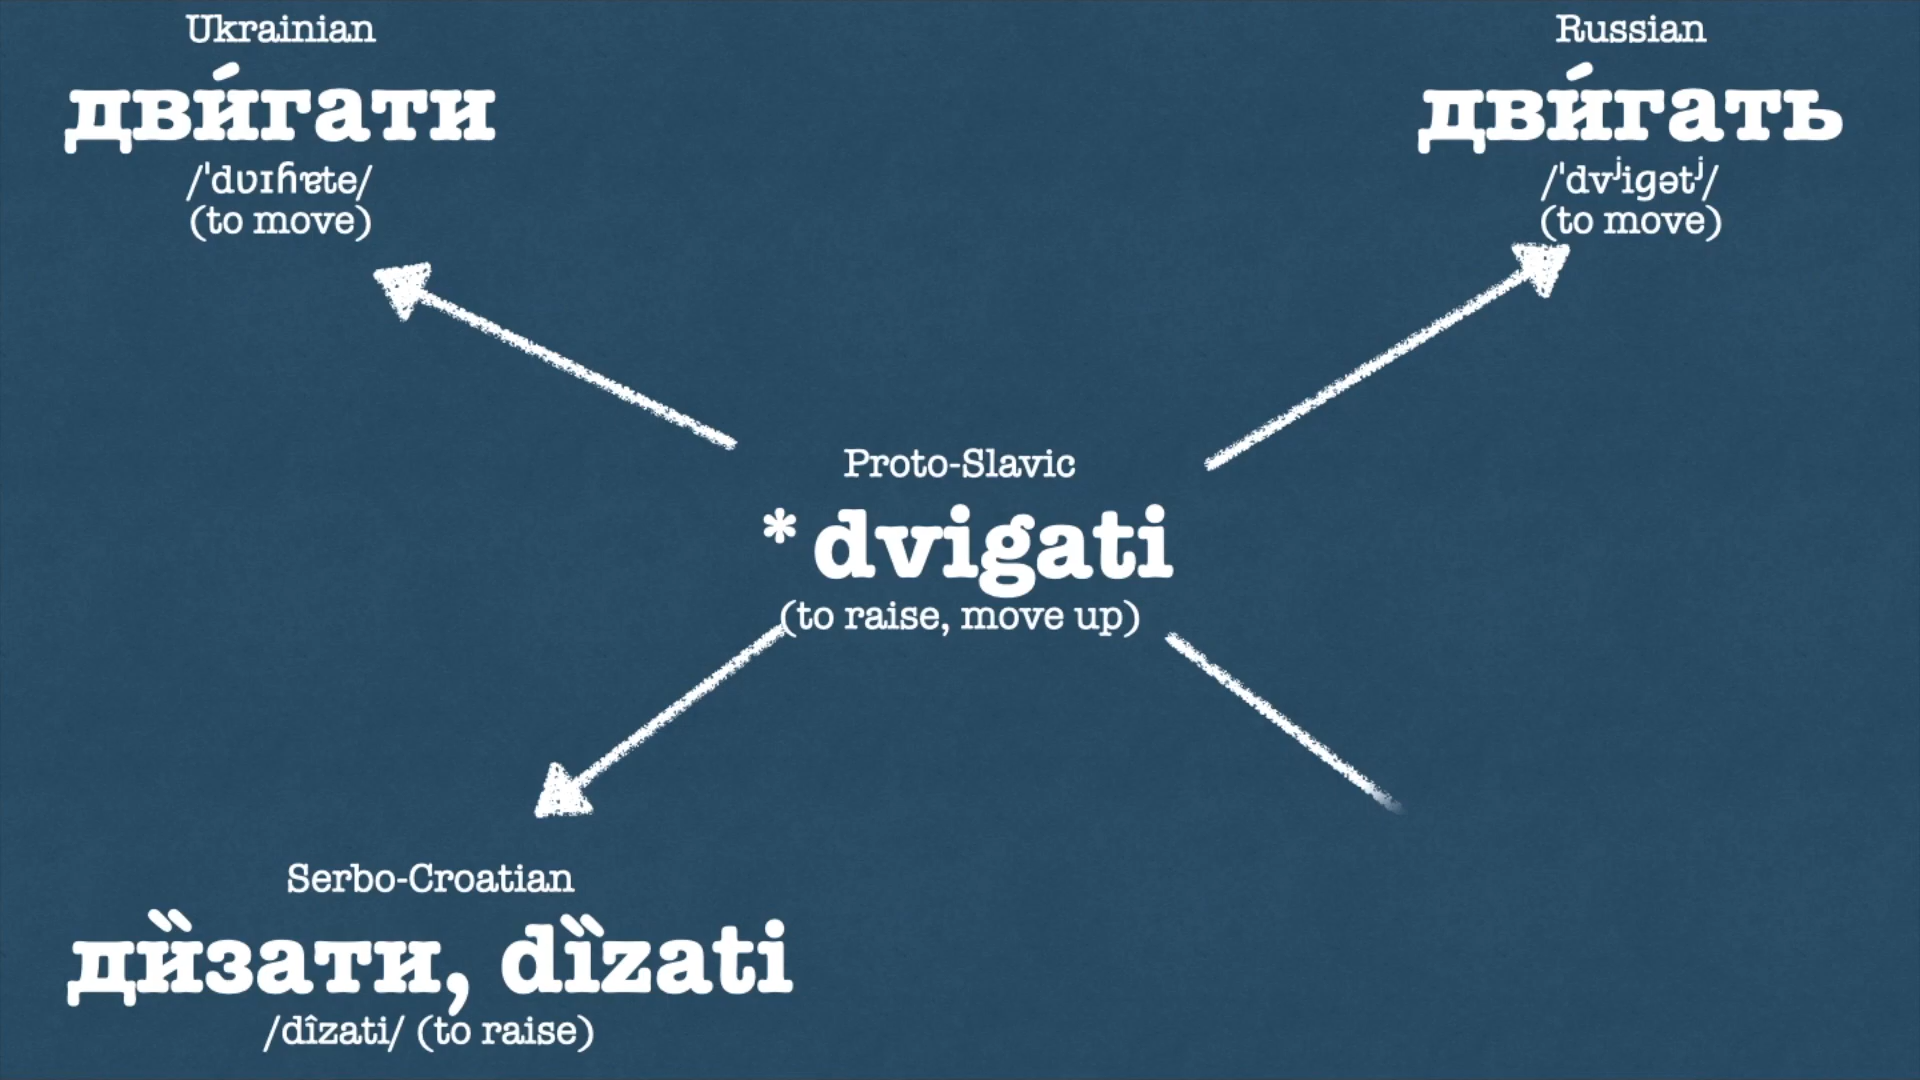 Ukrainian
дви́гати
/ˈdʋɪɦɐte/
(to move)
Russian
дви́гать
/ˈdvʲigətʲ/
(to move)
Proto-Slavic
* dvigati
(to raise, move up)
Serbo-Croatian
ди̏зати, dȉzati
/dîzati/ (to raise)